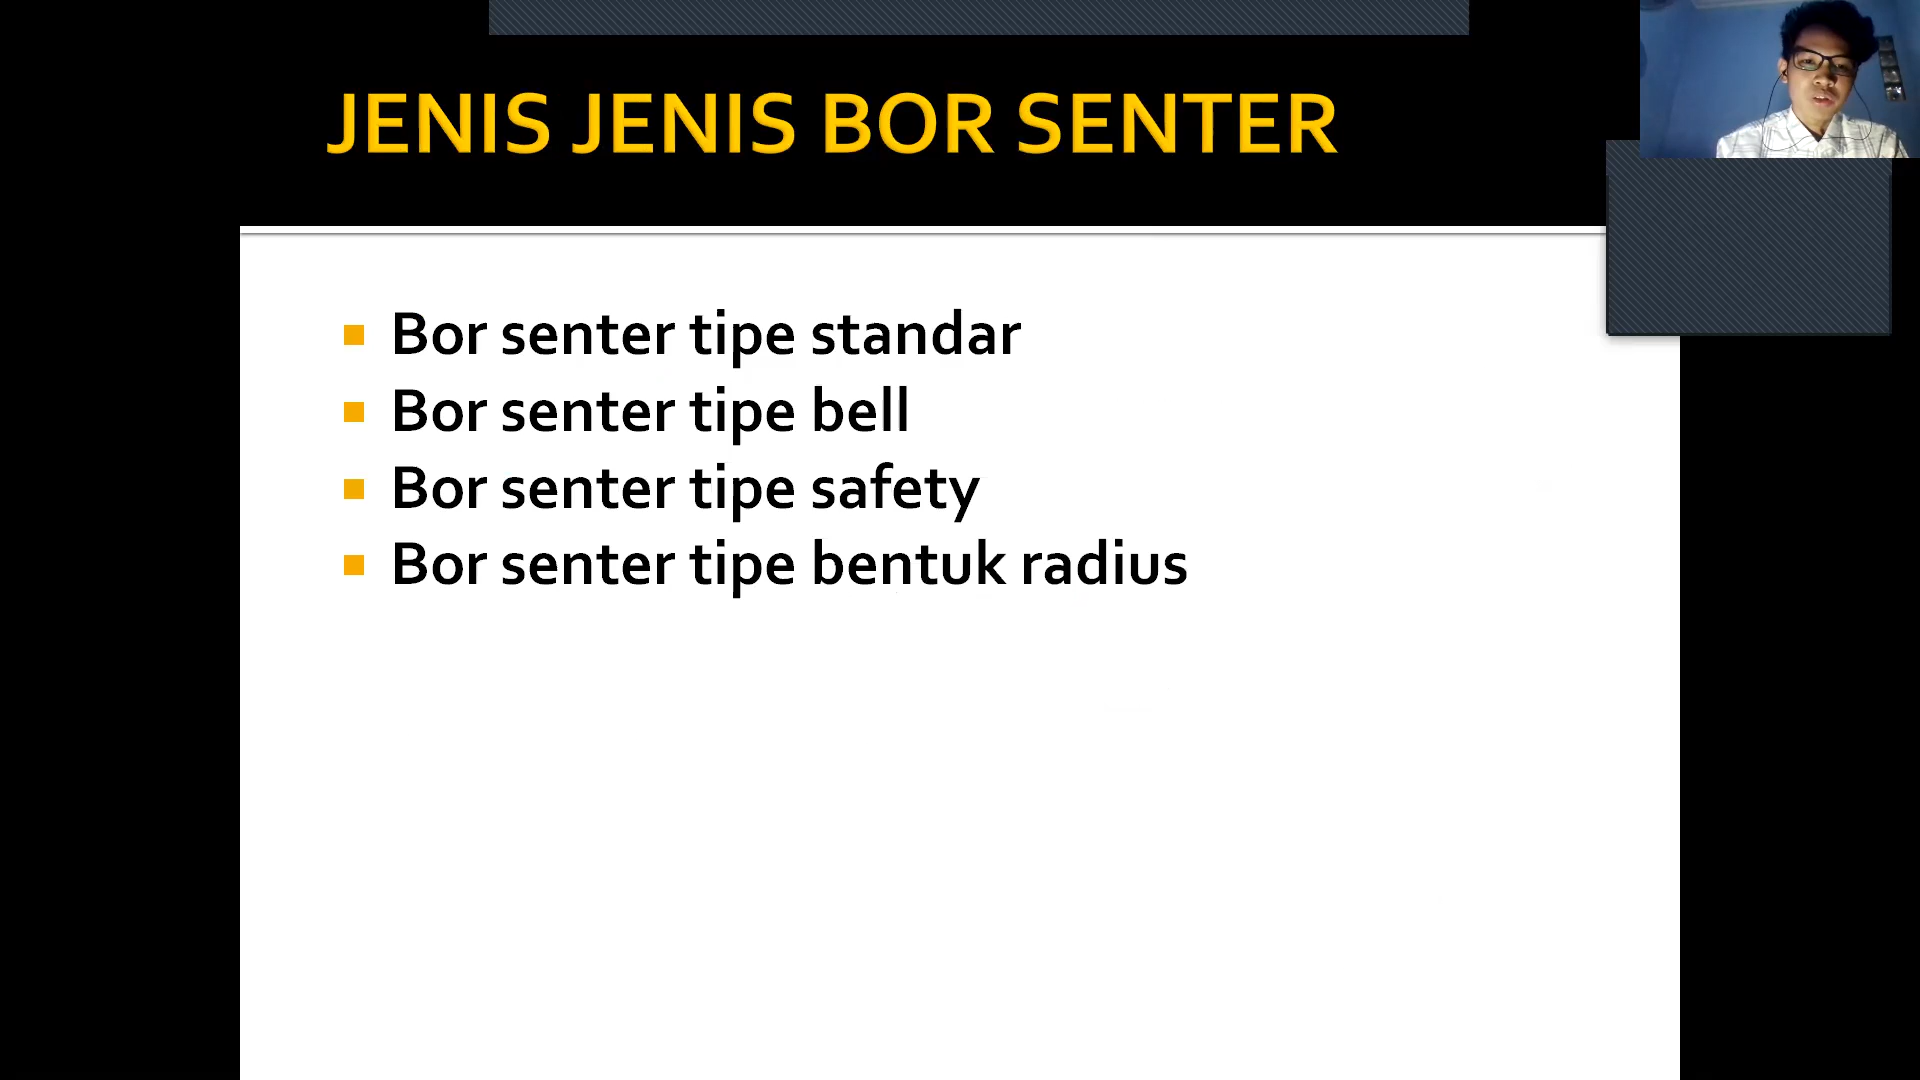 JENIS JENIS BOR SENTER
Bor senter tipe standar
Bor senter tipe bell
Bor senter tipe safety
Bor senter tipe bentuk radius